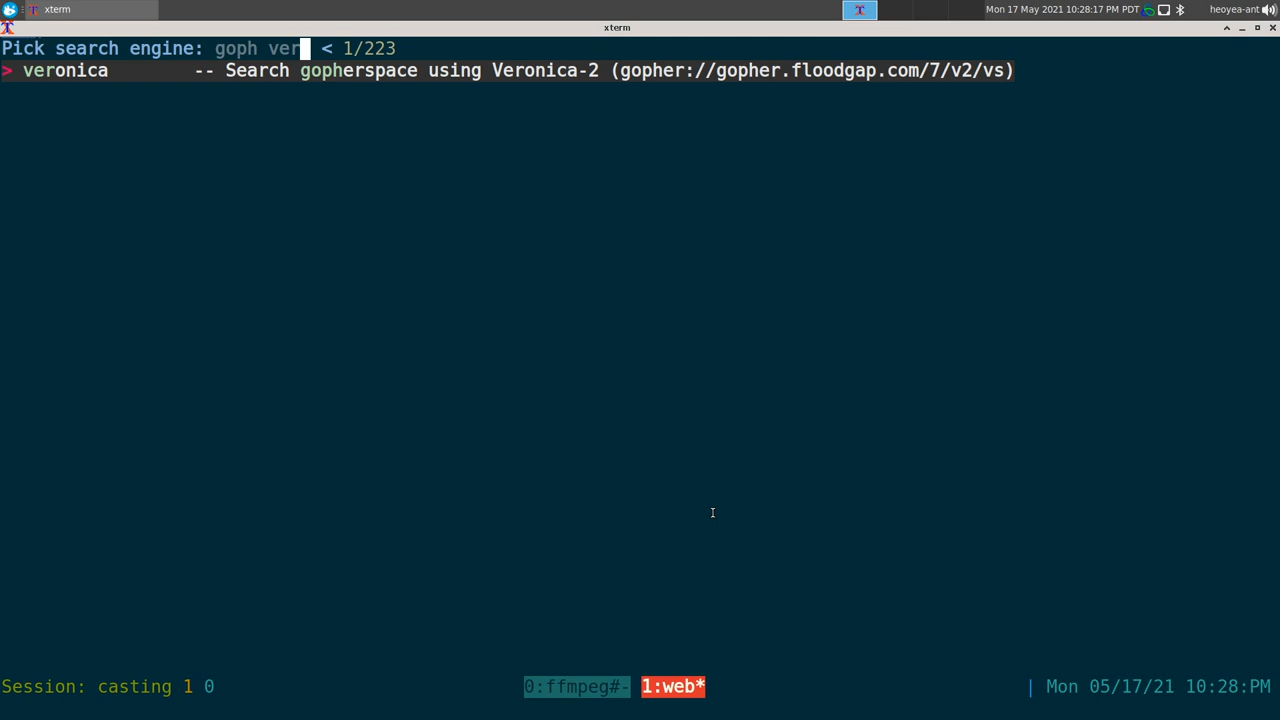 xterm
Mon 17 May 2021 10:28:17 PM PDT
heoyea-ant
xterm
Pick search engine: goph ver < 1/223
> veronica -- Search gopherspace using Veronica-2 (gopher://gopher.floodgap.com/7/v2/vs)
Session: casting 1 0 0:ffmpeg#- 1:web* | Mon 05/17/21 10:28:PM